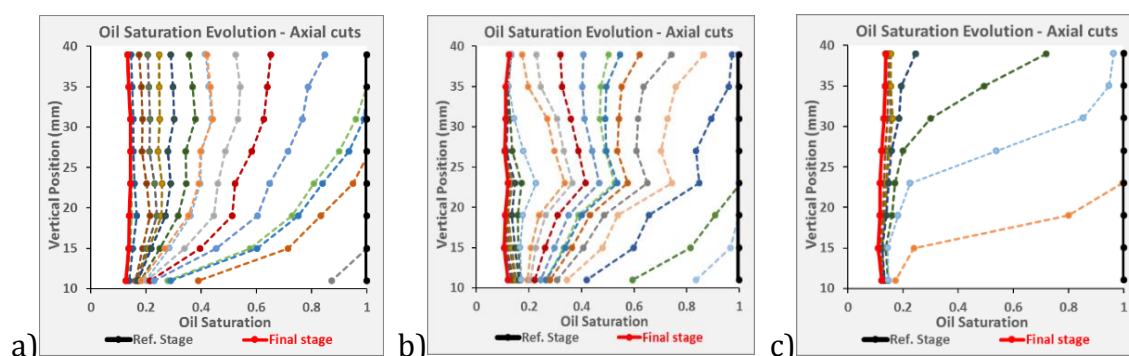 a)
Oil Saturation Evolution - Axial cuts
Vertical Position (mm)
40
35
30
25
20
15
10
0
0.2
0.4
0.6
0.8
1
Oil Saturation
Ref. Stage
Final stage
b)
Oil Saturation Evolution - Axial cuts
Vertical Position (mm)
40
35
30
25
20
15
10
0
0.2
0.4
0.6
0.8
1
Oil Saturation
Ref. Stage
Final stage
c)
Oil Saturation Evolution - Axial cuts
Vertical Position (mm)
40
35
30
25
20
15
10
0
0.2
0.4
0.6
0.8
1
Oil Saturation
Ref. Stage
Final stage